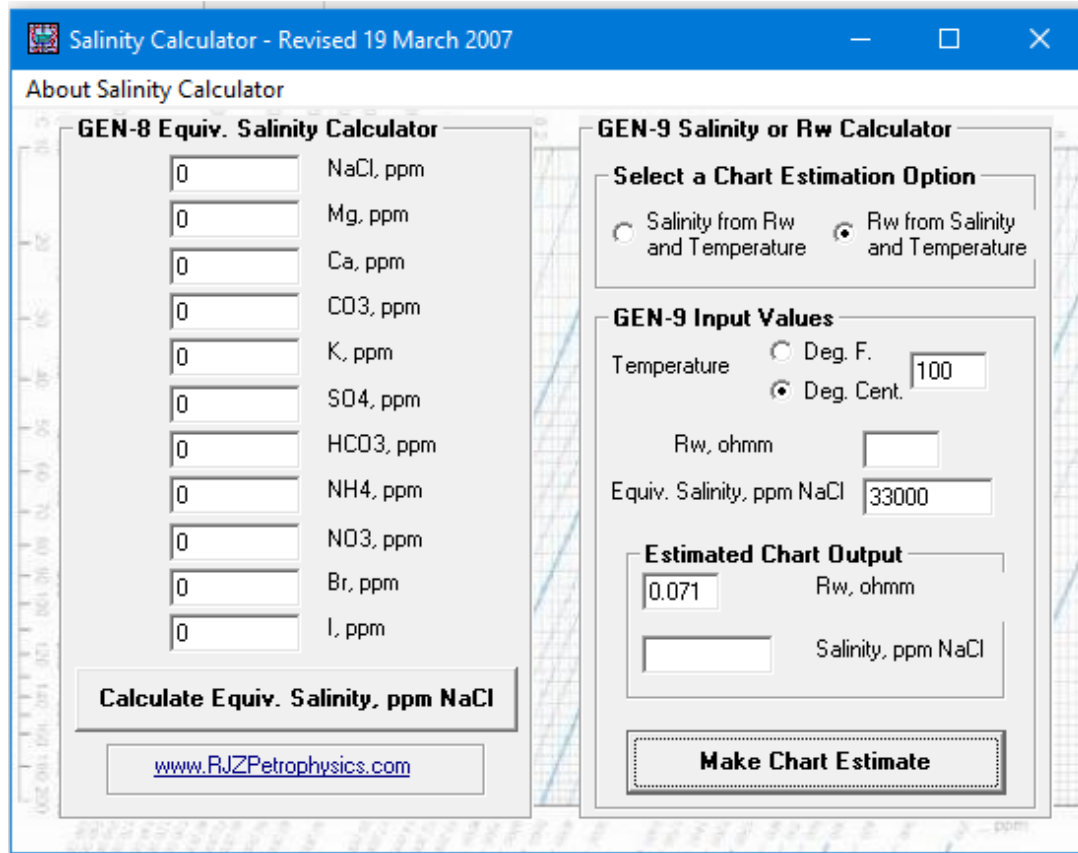 Salinity Calculator - Revised 19 March 2007
About Salinity Calculator
GEN-8 Equiv. Salinity Calculator
0 NaCl, ppm
0 Mg, ppm
0 Ca, ppm
0 CO3, ppm
0 K, ppm
0 SO4, ppm
0 HCO3, ppm
0 NH4, ppm
0 NO3, ppm
0 Br, ppm
0 I, ppm
Calculate Equiv. Salinity, ppm NaCl
www.RJZPetrophysics.com
GEN-9 Salinity or Rw Calculator
Select a Chart Estimation Option
Salinity from Rw
and Temperature
Rw from Salinity
and Temperature
GEN-9 Input Values
Temperature
Deg. F.
Deg. Cent.
100
Rw, ohmm
Equiv. Salinity, ppm NaCl 33000
Estimated Chart Output
0.071 Rw, ohmm
Salinity, ppm NaCl
Make Chart Estimate
ppm